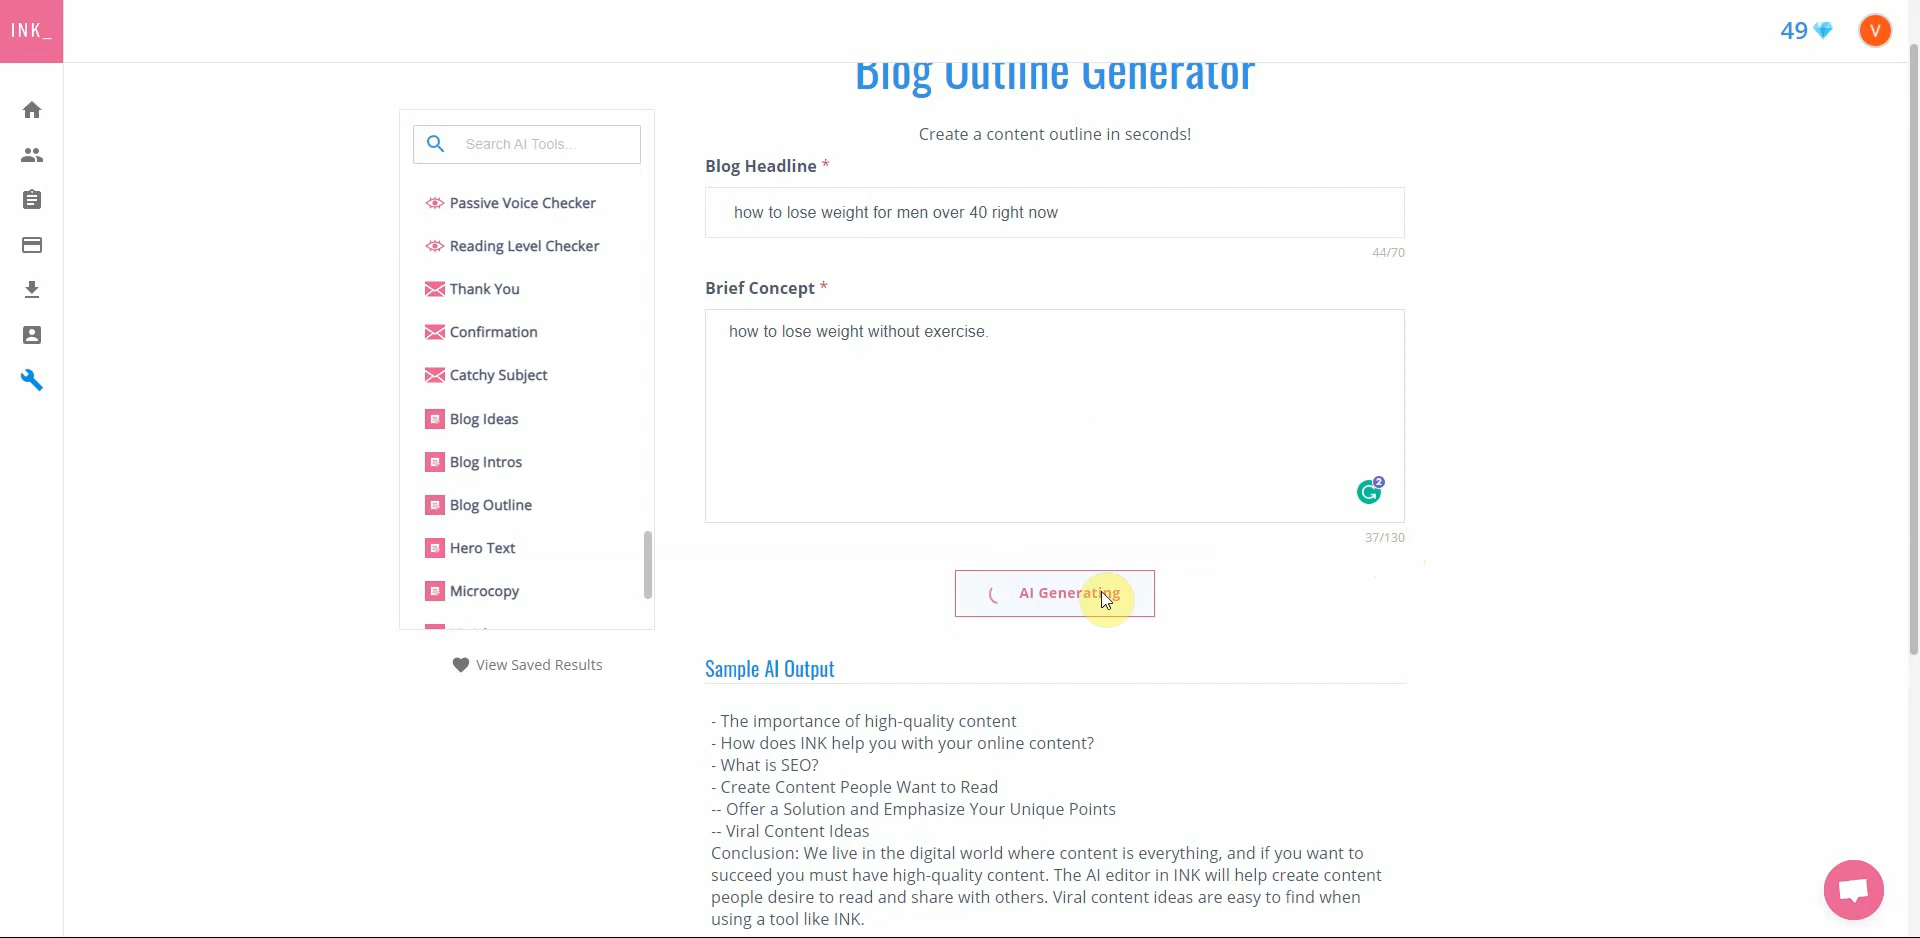 INK_
49
V
Blog Outline Generator
Search AI Tools...
Create a content outline in seconds!
Blog Headline *
Passive Voice Checker
how to lose weight for men over 40 right now
Reading Level Checker
44/70
Thank You
Brief Concept *
Confirmation
how to lose weight without exercise.
Catchy Subject
Blog Ideas
Blog Intros
2
Blog Outline
37/130
Hero Text
Microcopy
AI Generating
View Saved Results
Sample AI Output
- The importance of high-quality content
- How does INK help you with your online content?
- What is SEO?
- Create Content People Want to Read
-- Offer a Solution and Emphasize Your Unique Points
-- Viral Content Ideas
Conclusion: We live in the digital world where content is everything, and if you want to
succeed you must have high-quality content. The AI editor in INK will help create content
people desire to read and share with others. Viral content ideas are easy to find when
using a tool like INK.